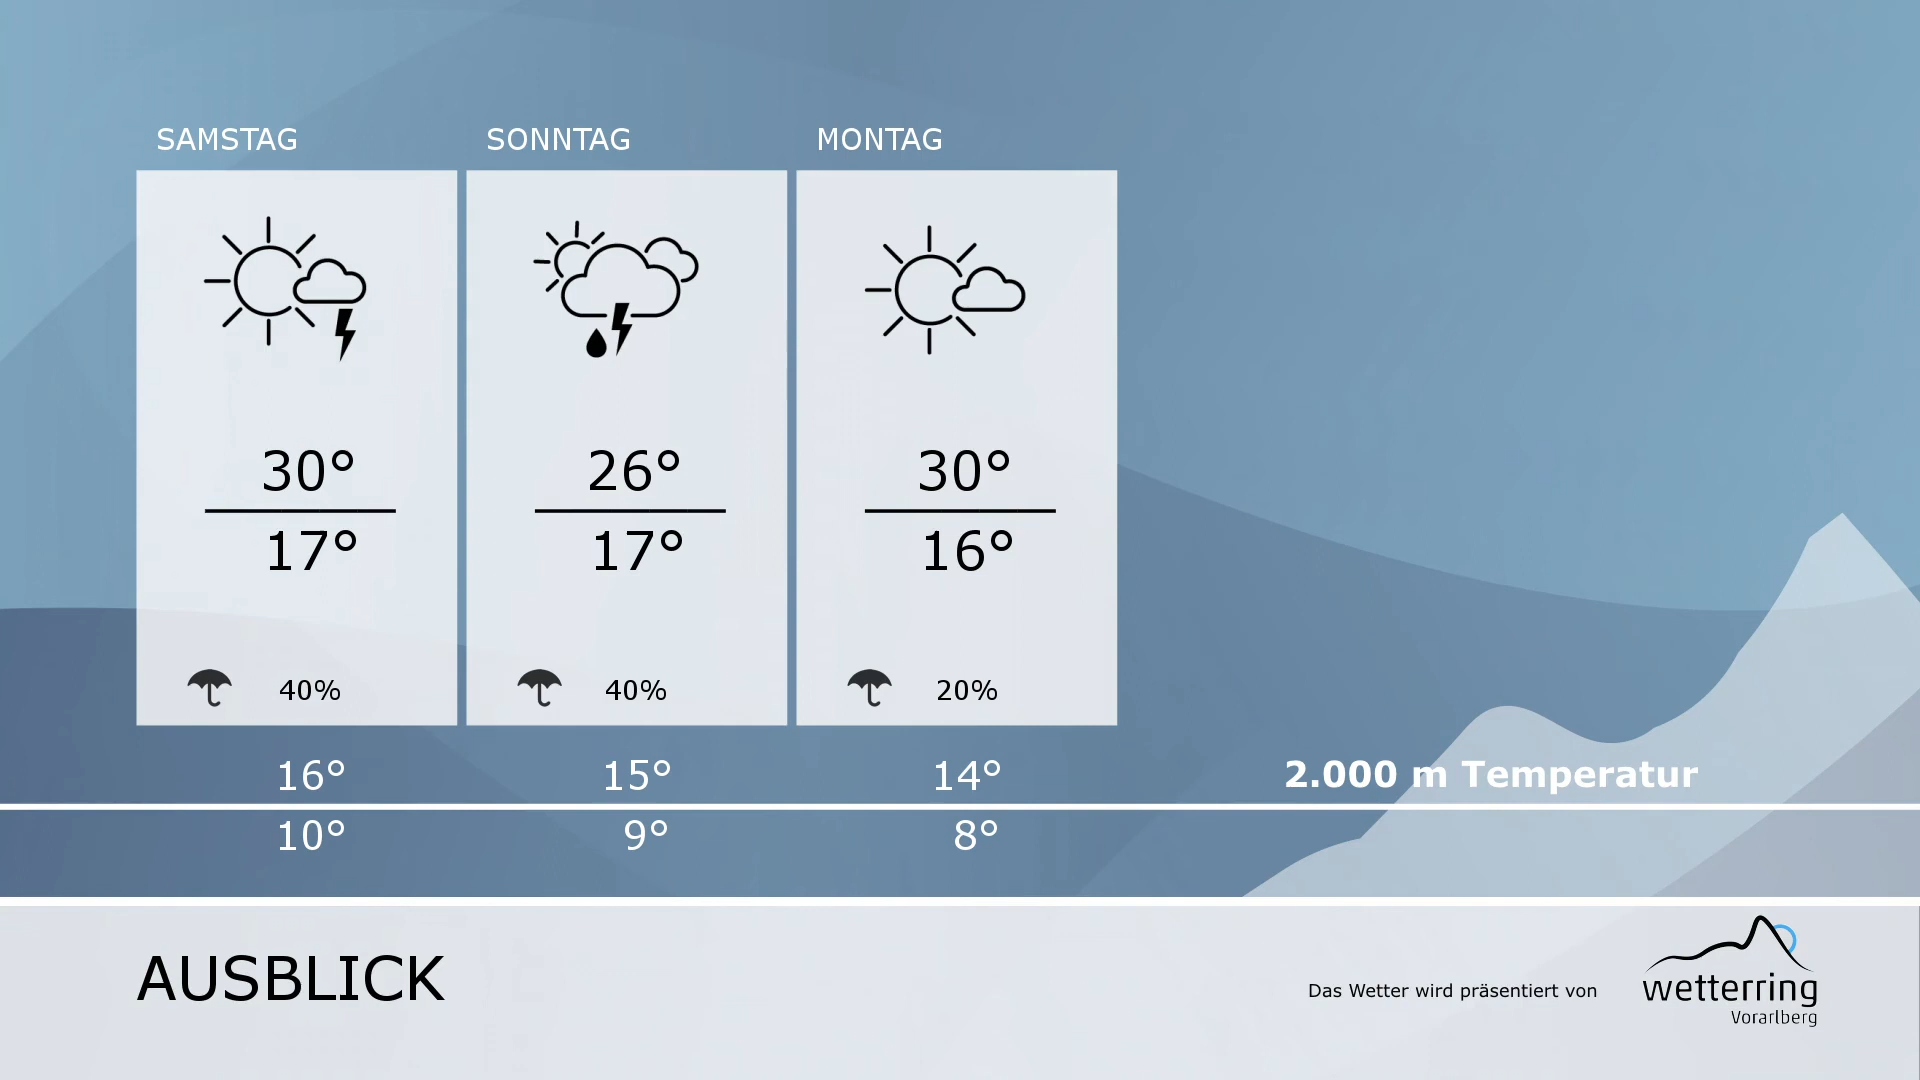 SAMSTAG SONNTAG MONTAG
30° 26° 30°
17° 17° 16°
40% 40% 20%
16° 15° 14° 2.000 m Temperatur
10° 9° 8°
AUSBLICK
Das Wetter wird präsentiert von
wetterring
Vorarlberg